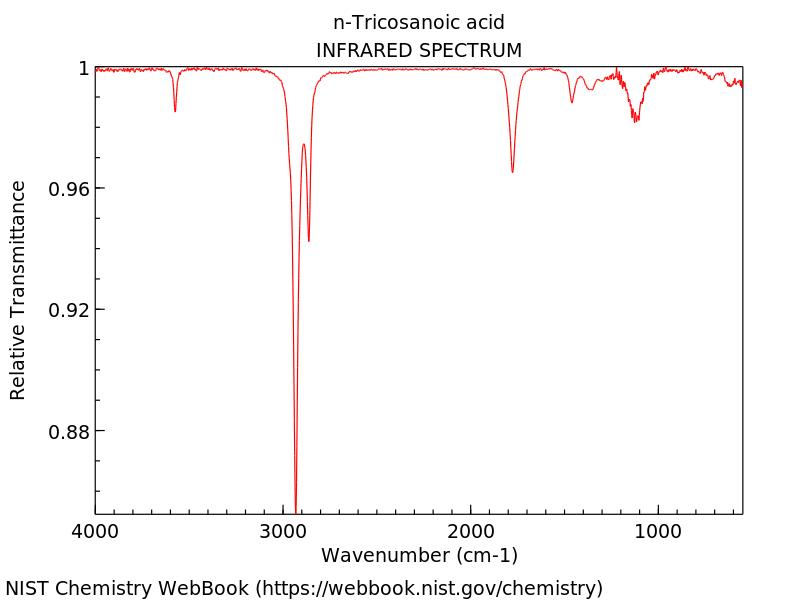 n-Tricosanoic acid
INFRARED SPECTRUM
1
0.96
0.92
0.88
Relative Transmittance
4000 3000 2000 1000
Wavenumber (cm-1)
NIST Chemistry WebBook (https://webbook.nist.gov/chemistry)